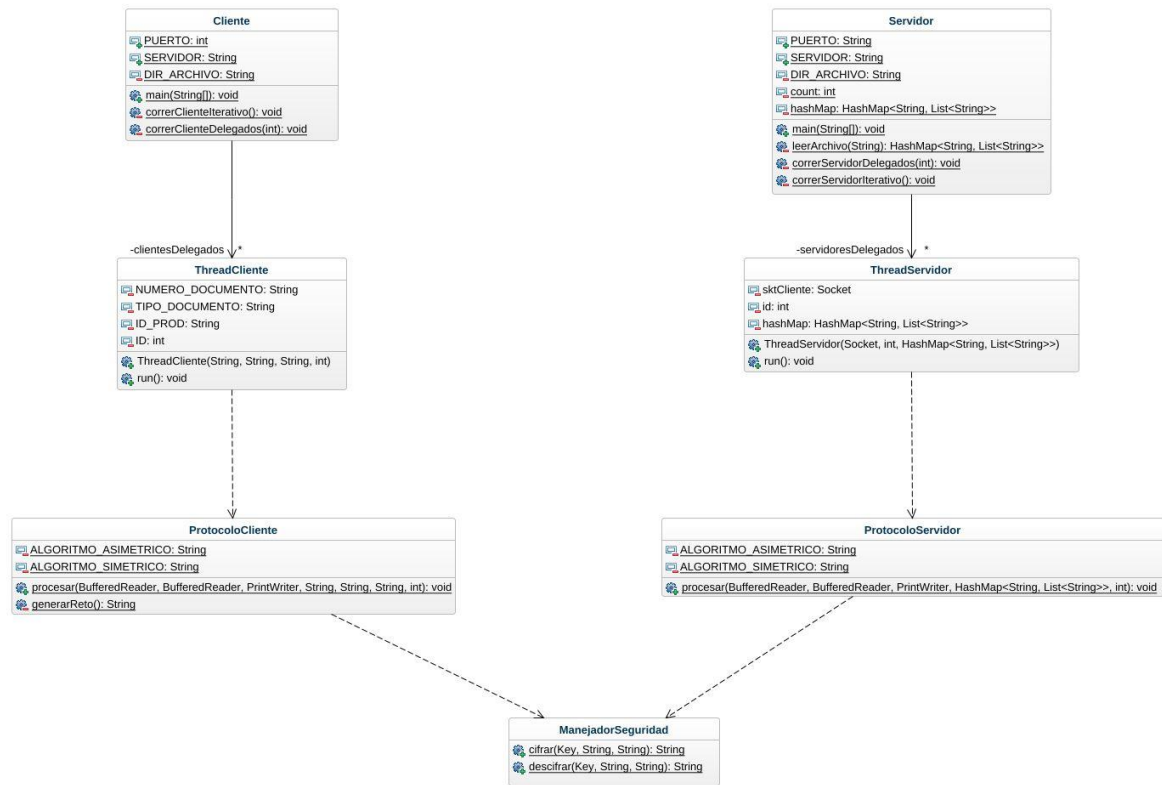 Cliente
PUERTO: int
SERVIDOR: String
DIR_ARCHIVO: String
main(String[]): void
correrClienteIterativo(): void
correrClienteDelegados(int): void
Servidor
PUERTO: String
SERVIDOR: String
DIR_ARCHIVO: String
count: int
hashMap: HashMap<String, List<String>>
main(String[]): void
leerArchivo(String): HashMap<String, List<String>>
correrServidorDelegados(int): void
correrServidorIterativo(): void
-clientesDelegados *
-servidoresDelegados *
ThreadCliente
NUMERO_DOCUMENTO: String
TIPO_DOCUMENTO: String
ID_PROD: String
ID: int
ThreadCliente(String, String, String, int)
run(): void
ThreadServidor
sktCliente: Socket
id: int
hashMap: HashMap<String, List<String>>
ThreadServidor(Socket, int, HashMap<String, List<String>>)
run(): void
ProtocoloCliente
ALGORITMO_ASIMETRICO: String
ALGORITMO_SIMETRICO: String
procesar(BufferedReader, BufferedReader, PrintWriter, String, String, String, int): void
generarReto(): String
ProtocoloServidor
ALGORITMO_ASIMETRICO: String
ALGORITMO_SIMETRICO: String
procesar(BufferedReader, BufferedReader, PrintWriter, HashMap<String, List<String>>, int): void
ManejadorSeguridad
cifrar(Key, String, String): String
descifrar(Key, String, String): String